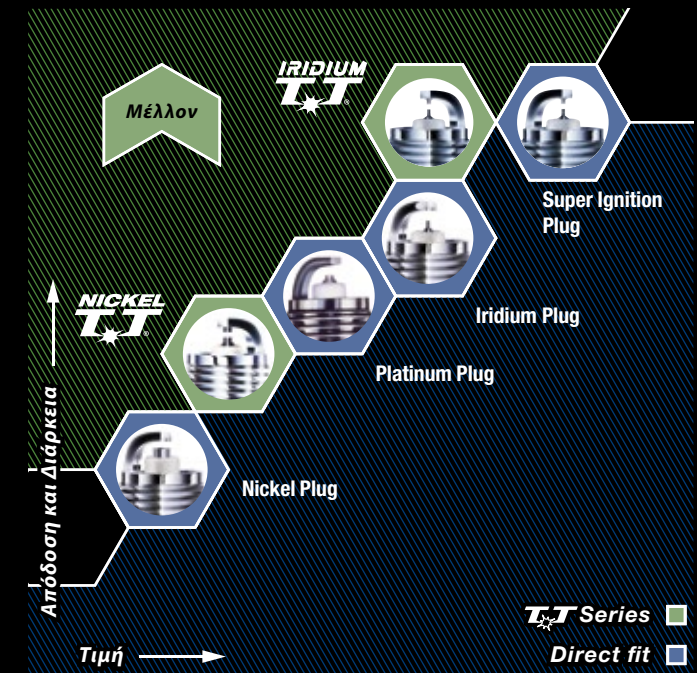 IRIDIUM
TT®
Μέλλον
Super Ignition
Plug
NICKEL
TT®
Iridium Plug
Platinum Plug
Απόδοση και Διάρκεια
Nickel Plug
TT Series
Τιμή
Direct fit